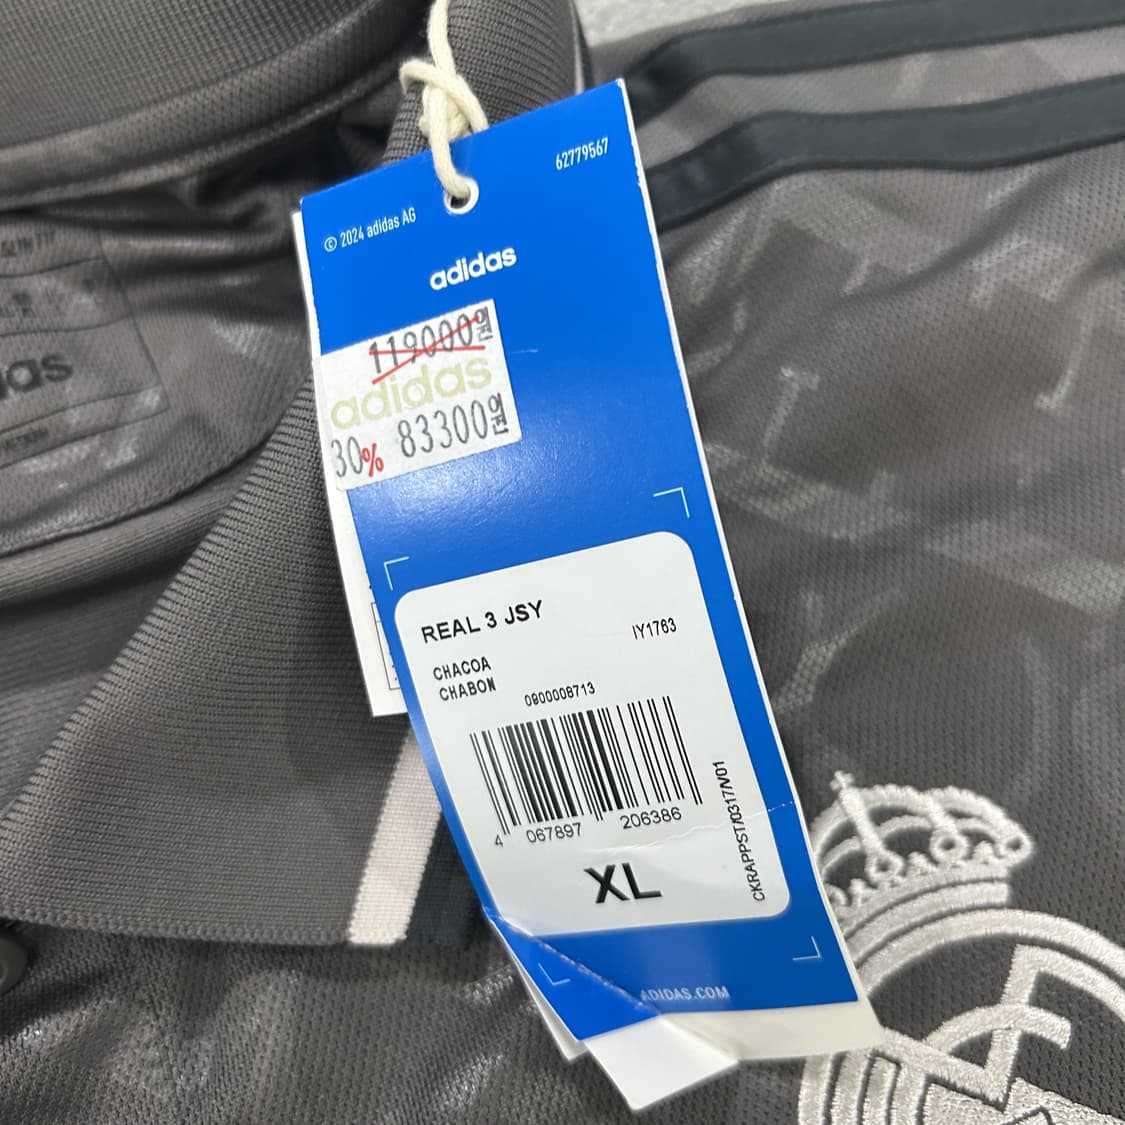 62779567
© 2024 adidas AG
adidas
119000원
adidas
30% 83300원
REAL 3 JSY
IY1763
CHACOA
CHABON
0800008713
4 067897 206386
XL
CKRAPPST/0317/V01
ADIDAS.COM
das